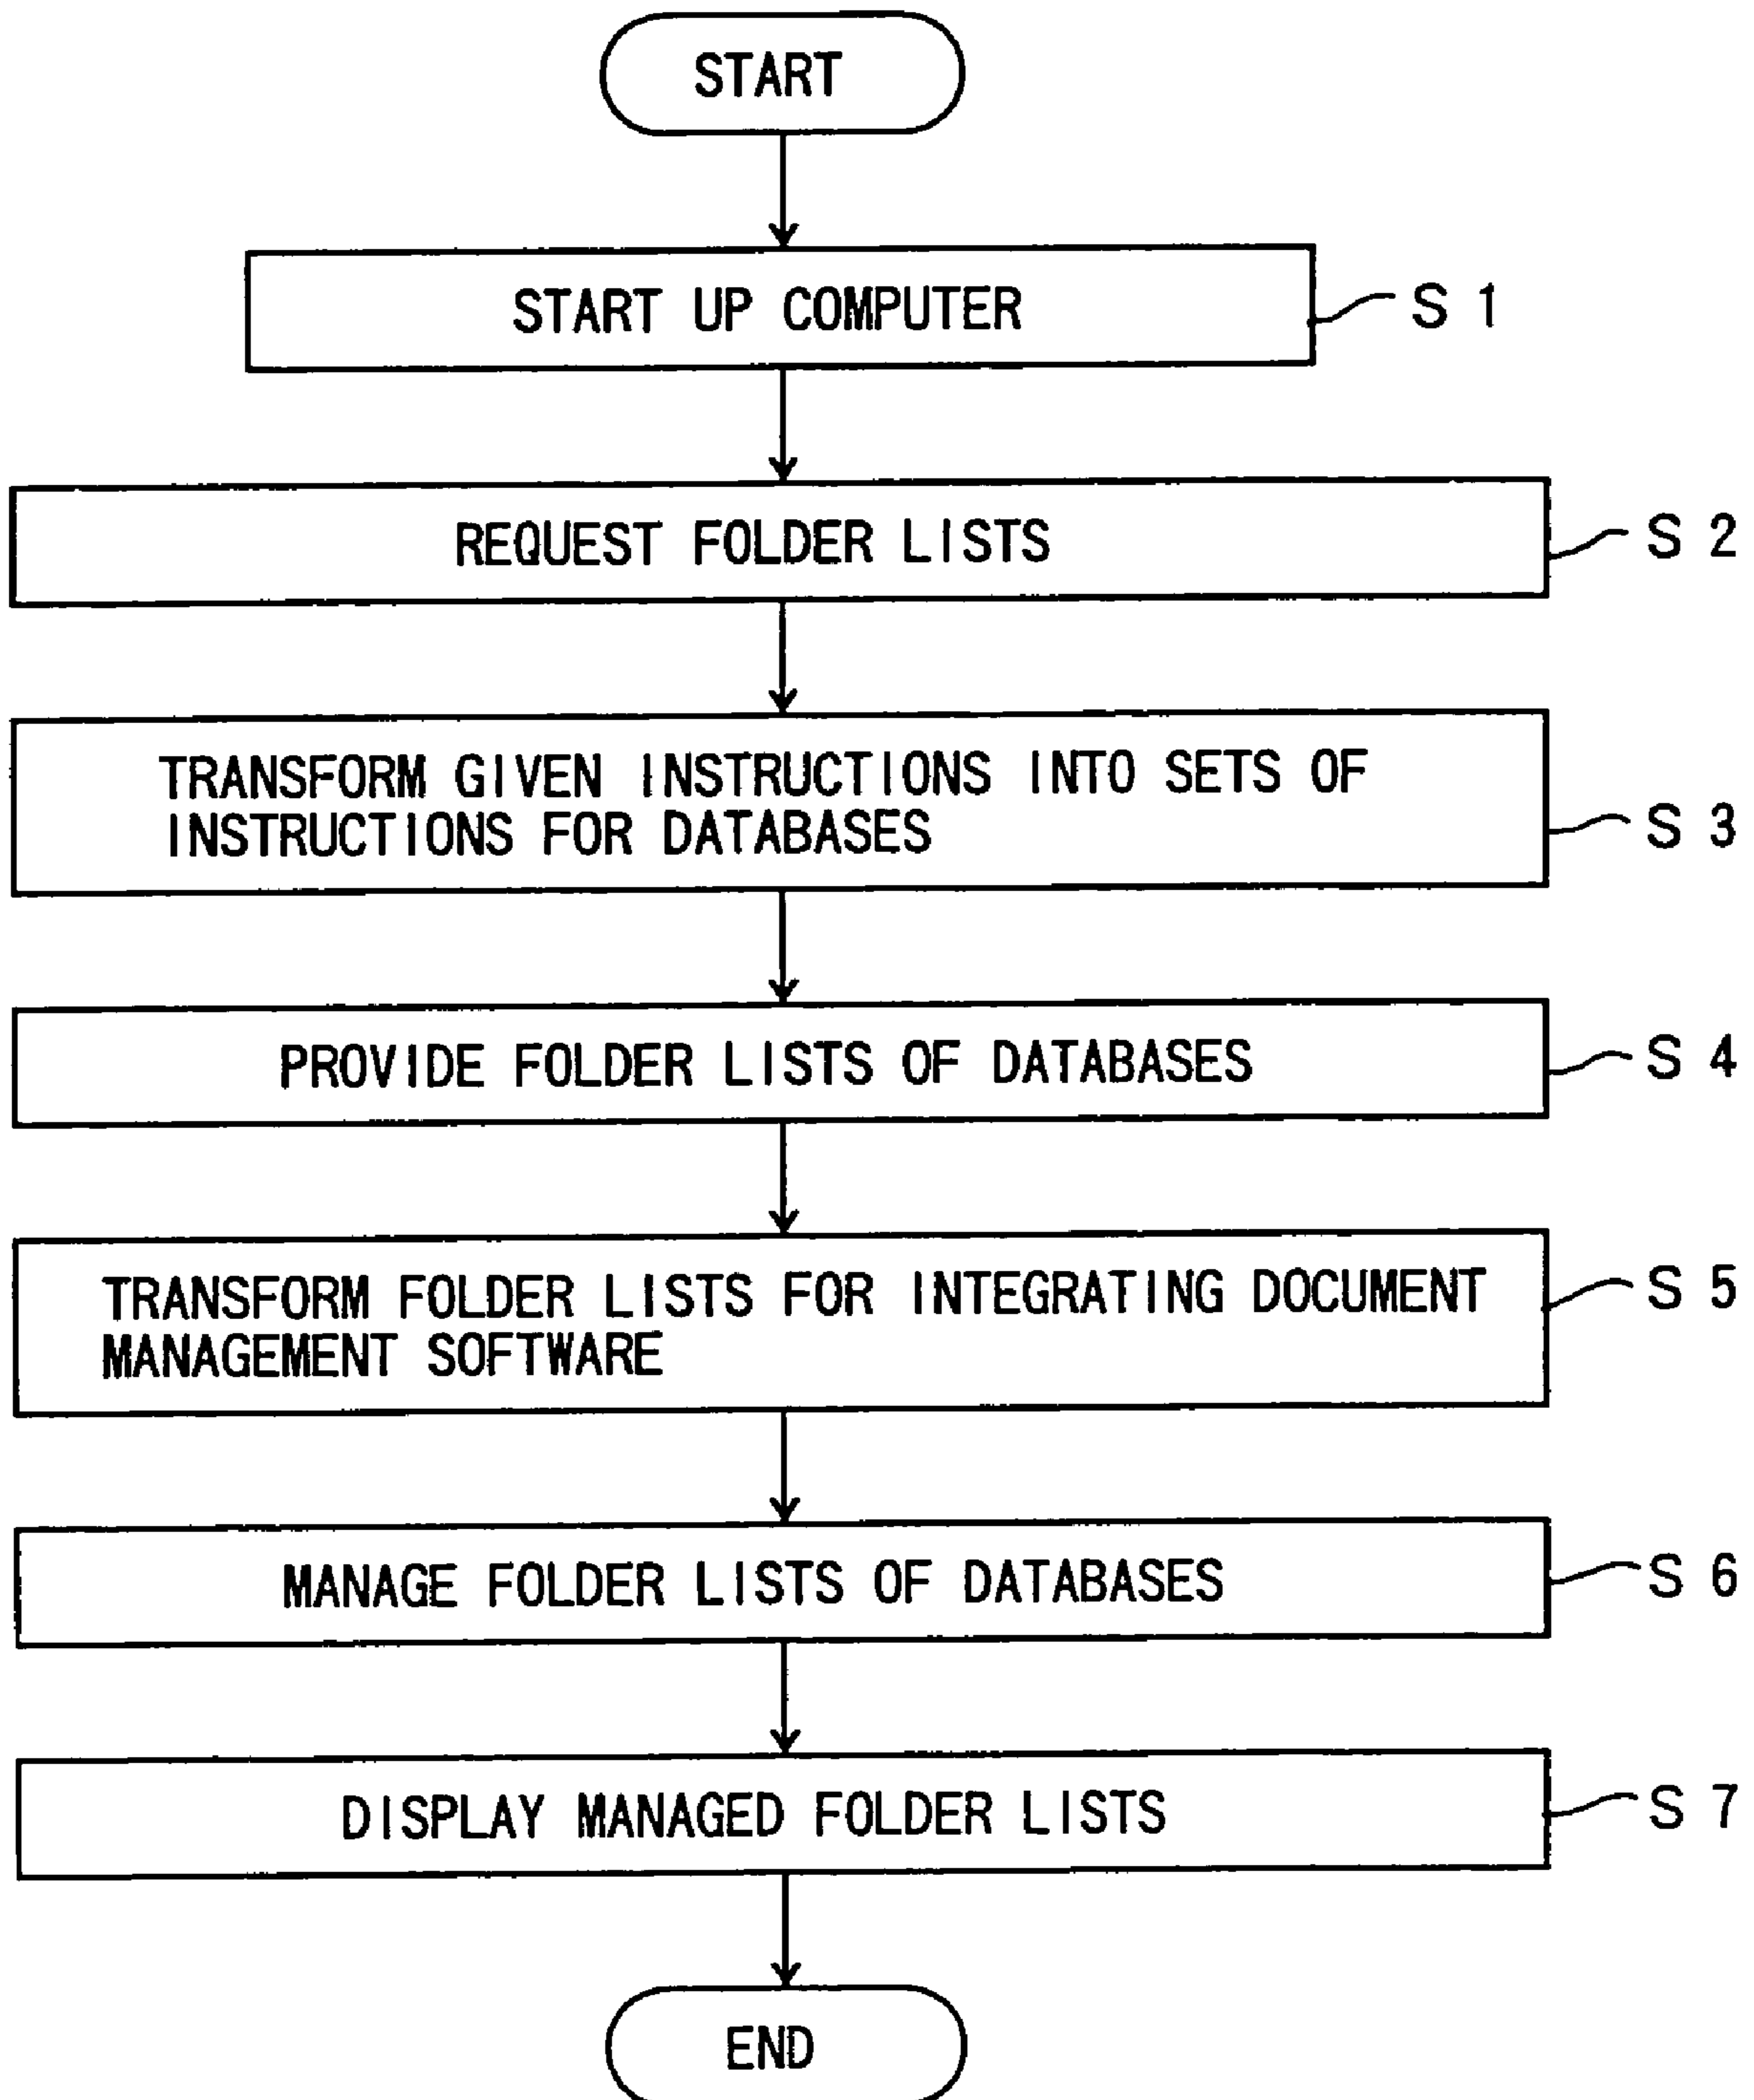 START
START UP COMPUTER
S 1
REQUEST FOLDER LISTS
S 2
TRANSFORM GIVEN INSTRUCTIONS INTO SETS OF
INSTRUCTIONS FOR DATABASES
S 3
PROVIDE FOLDER LISTS OF DATABASES
S 4
TRANSFORM FOLDER LISTS FOR INTEGRATING DOCUMENT
MANAGEMENT SOFTWARE
S 5
MANAGE FOLDER LISTS OF DATABASES
S 6
DISPLAY MANAGED FOLDER LISTS
S 7
END